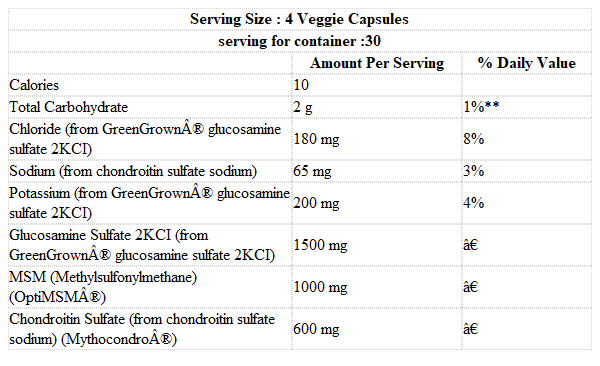 Serving Size : 4 Veggie Capsules
serving for container :30
Amount Per Serving % Daily Value
Calories 10
Total Carbohydrate 2 g 1%**
Chloride (from GreenGrownÂ® glucosamine
sulfate 2KCI) 180 mg 8%
Sodium (from chondroitin sulfate sodium) 65 mg 3%
Potassium (from GreenGrownÂ® glucosamine
sulfate 2KCI) 200 mg 4%
Glucosamine Sulfate 2KCI (from
GreenGrownÂ® glucosamine sulfate 2KCI) 1500 mg â€
MSM (Methylsulfonylmethane)
(OptiMSMÂ®) 1000 mg â€
Chondroitin Sulfate (from chondroitin sulfate
sodium) (MythocondroÂ®) 600 mg â€